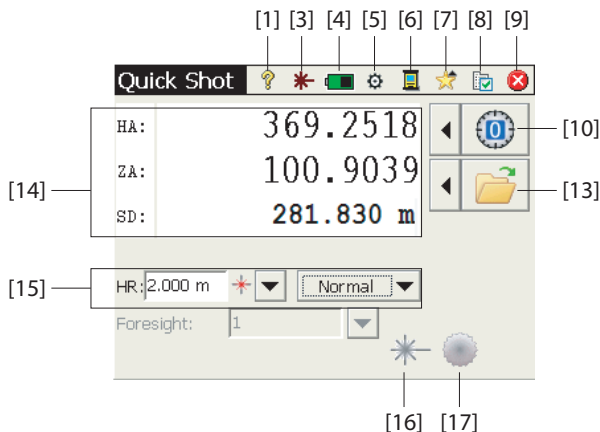 [1] [3] [4] [5] [6] [7] [8] [9]
Quick Shot
HA: 369.2518
0
[10]
ZA: 100.9039
[13]
[14]
SD: 281.830 m
[15]
HR: 2.000 m Normal
Foresight: 1
[16] [17]